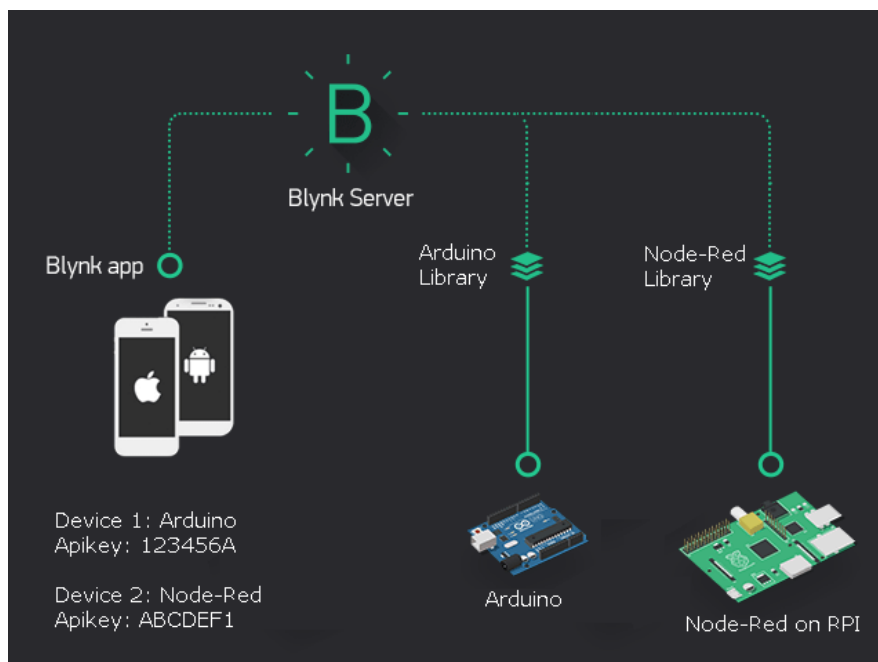 B
Blynk Server
Blynk app
Arduino
Library
Node-Red
Library
Device 1: Arduino
Apikey: 123456A
Device 2: Node-Red
Apikey: ABCDEF1
Arduino
Node-Red on RPI